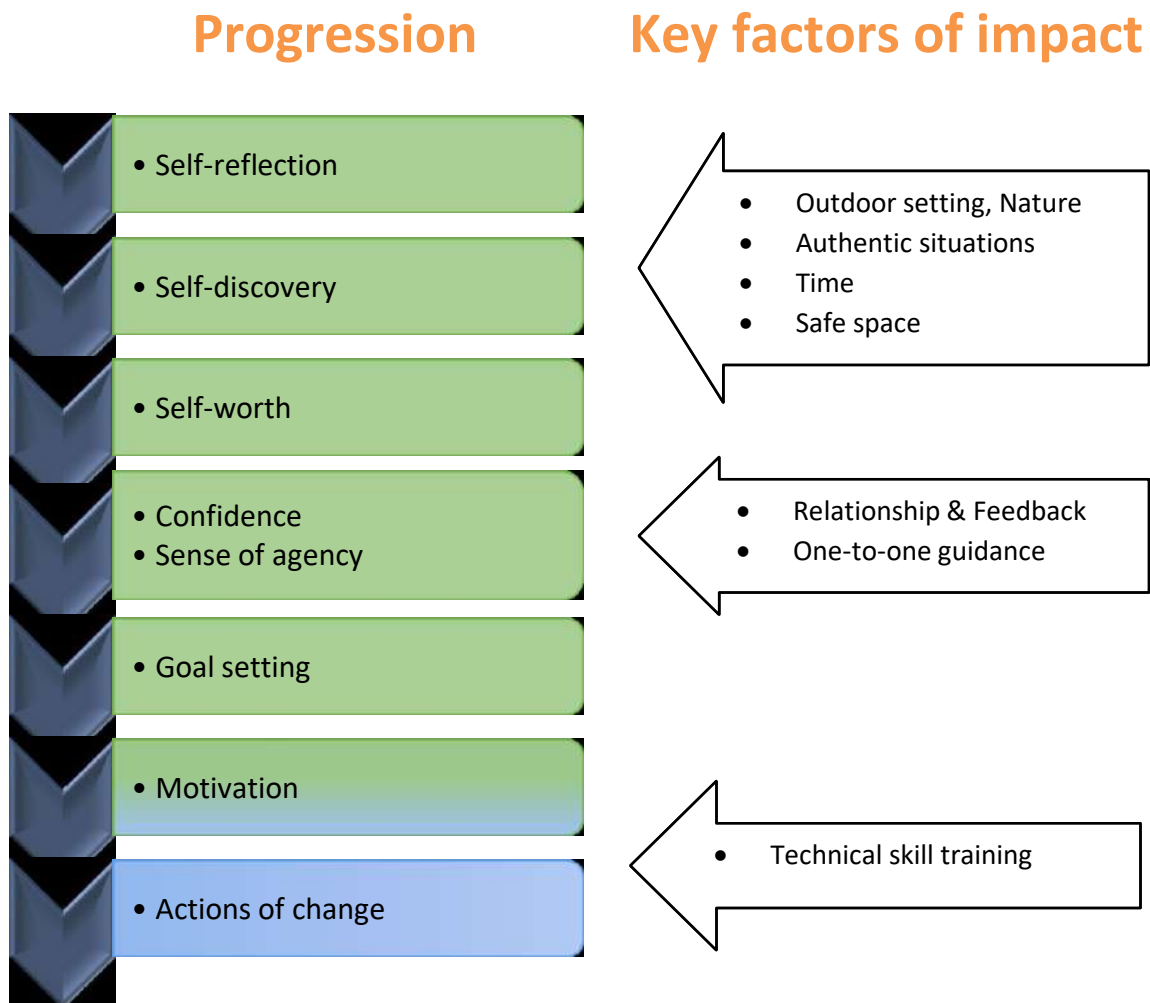 Progression
Key factors of impact
• Self-reflection
• Self-discovery
• Self-worth
• Confidence
• Sense of agency
• Goal setting
• Motivation
• Actions of change
• Outdoor setting, Nature
• Authentic situations
• Time
• Safe space
• Relationship & Feedback
• One-to-one guidance
• Technical skill training